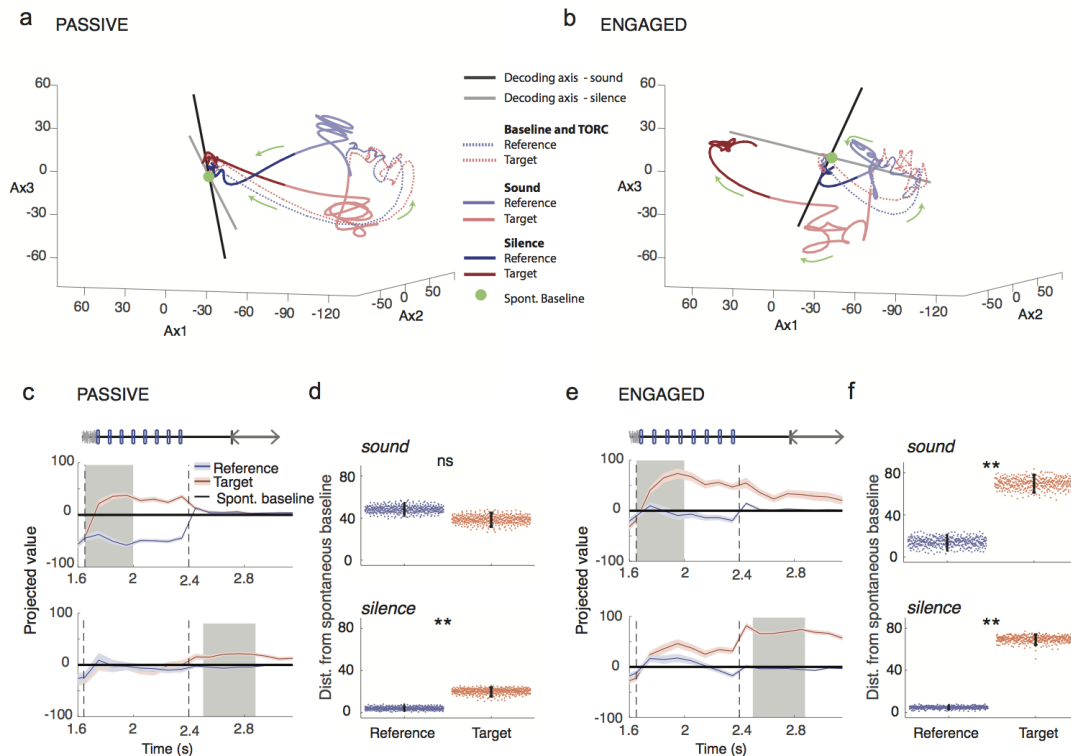 a PASSIVE
b ENGAGED
Decoding axis - sound
Decoding axis - silence
Baseline and TORC
Reference
Target
Sound
Reference
Target
Silence
Reference
Target
Spont. Baseline
60
30
0
-30
-60
Ax3
60 30 0 -30 -60 -90 -120
Ax1
-50 0 50
Ax2
60
30
0
-30
-60
Ax3
60 30 0 -30 -60 -90 -120
Ax1
-50 0 50
Ax2
c PASSIVE
d
e ENGAGED
f
Reference
Target
Spont. baseline
100
0
-100
1.6 2 2.4 2.8
100
0
-100
1.6 2 2.4 2.8
Projected value
Time (s)
sound
ns
80
40
0
silence
**
80
40
0
Dist. from spontaneous baseline
Reference Target
100
0
-100
1.6 2 2.4 2.8
100
0
-100
1.6 2 2.4 2.8
Projected value
Time (s)
sound
**
80
40
0
silence
**
80
40
0
Dist. from spontaneous baseline
Reference Target